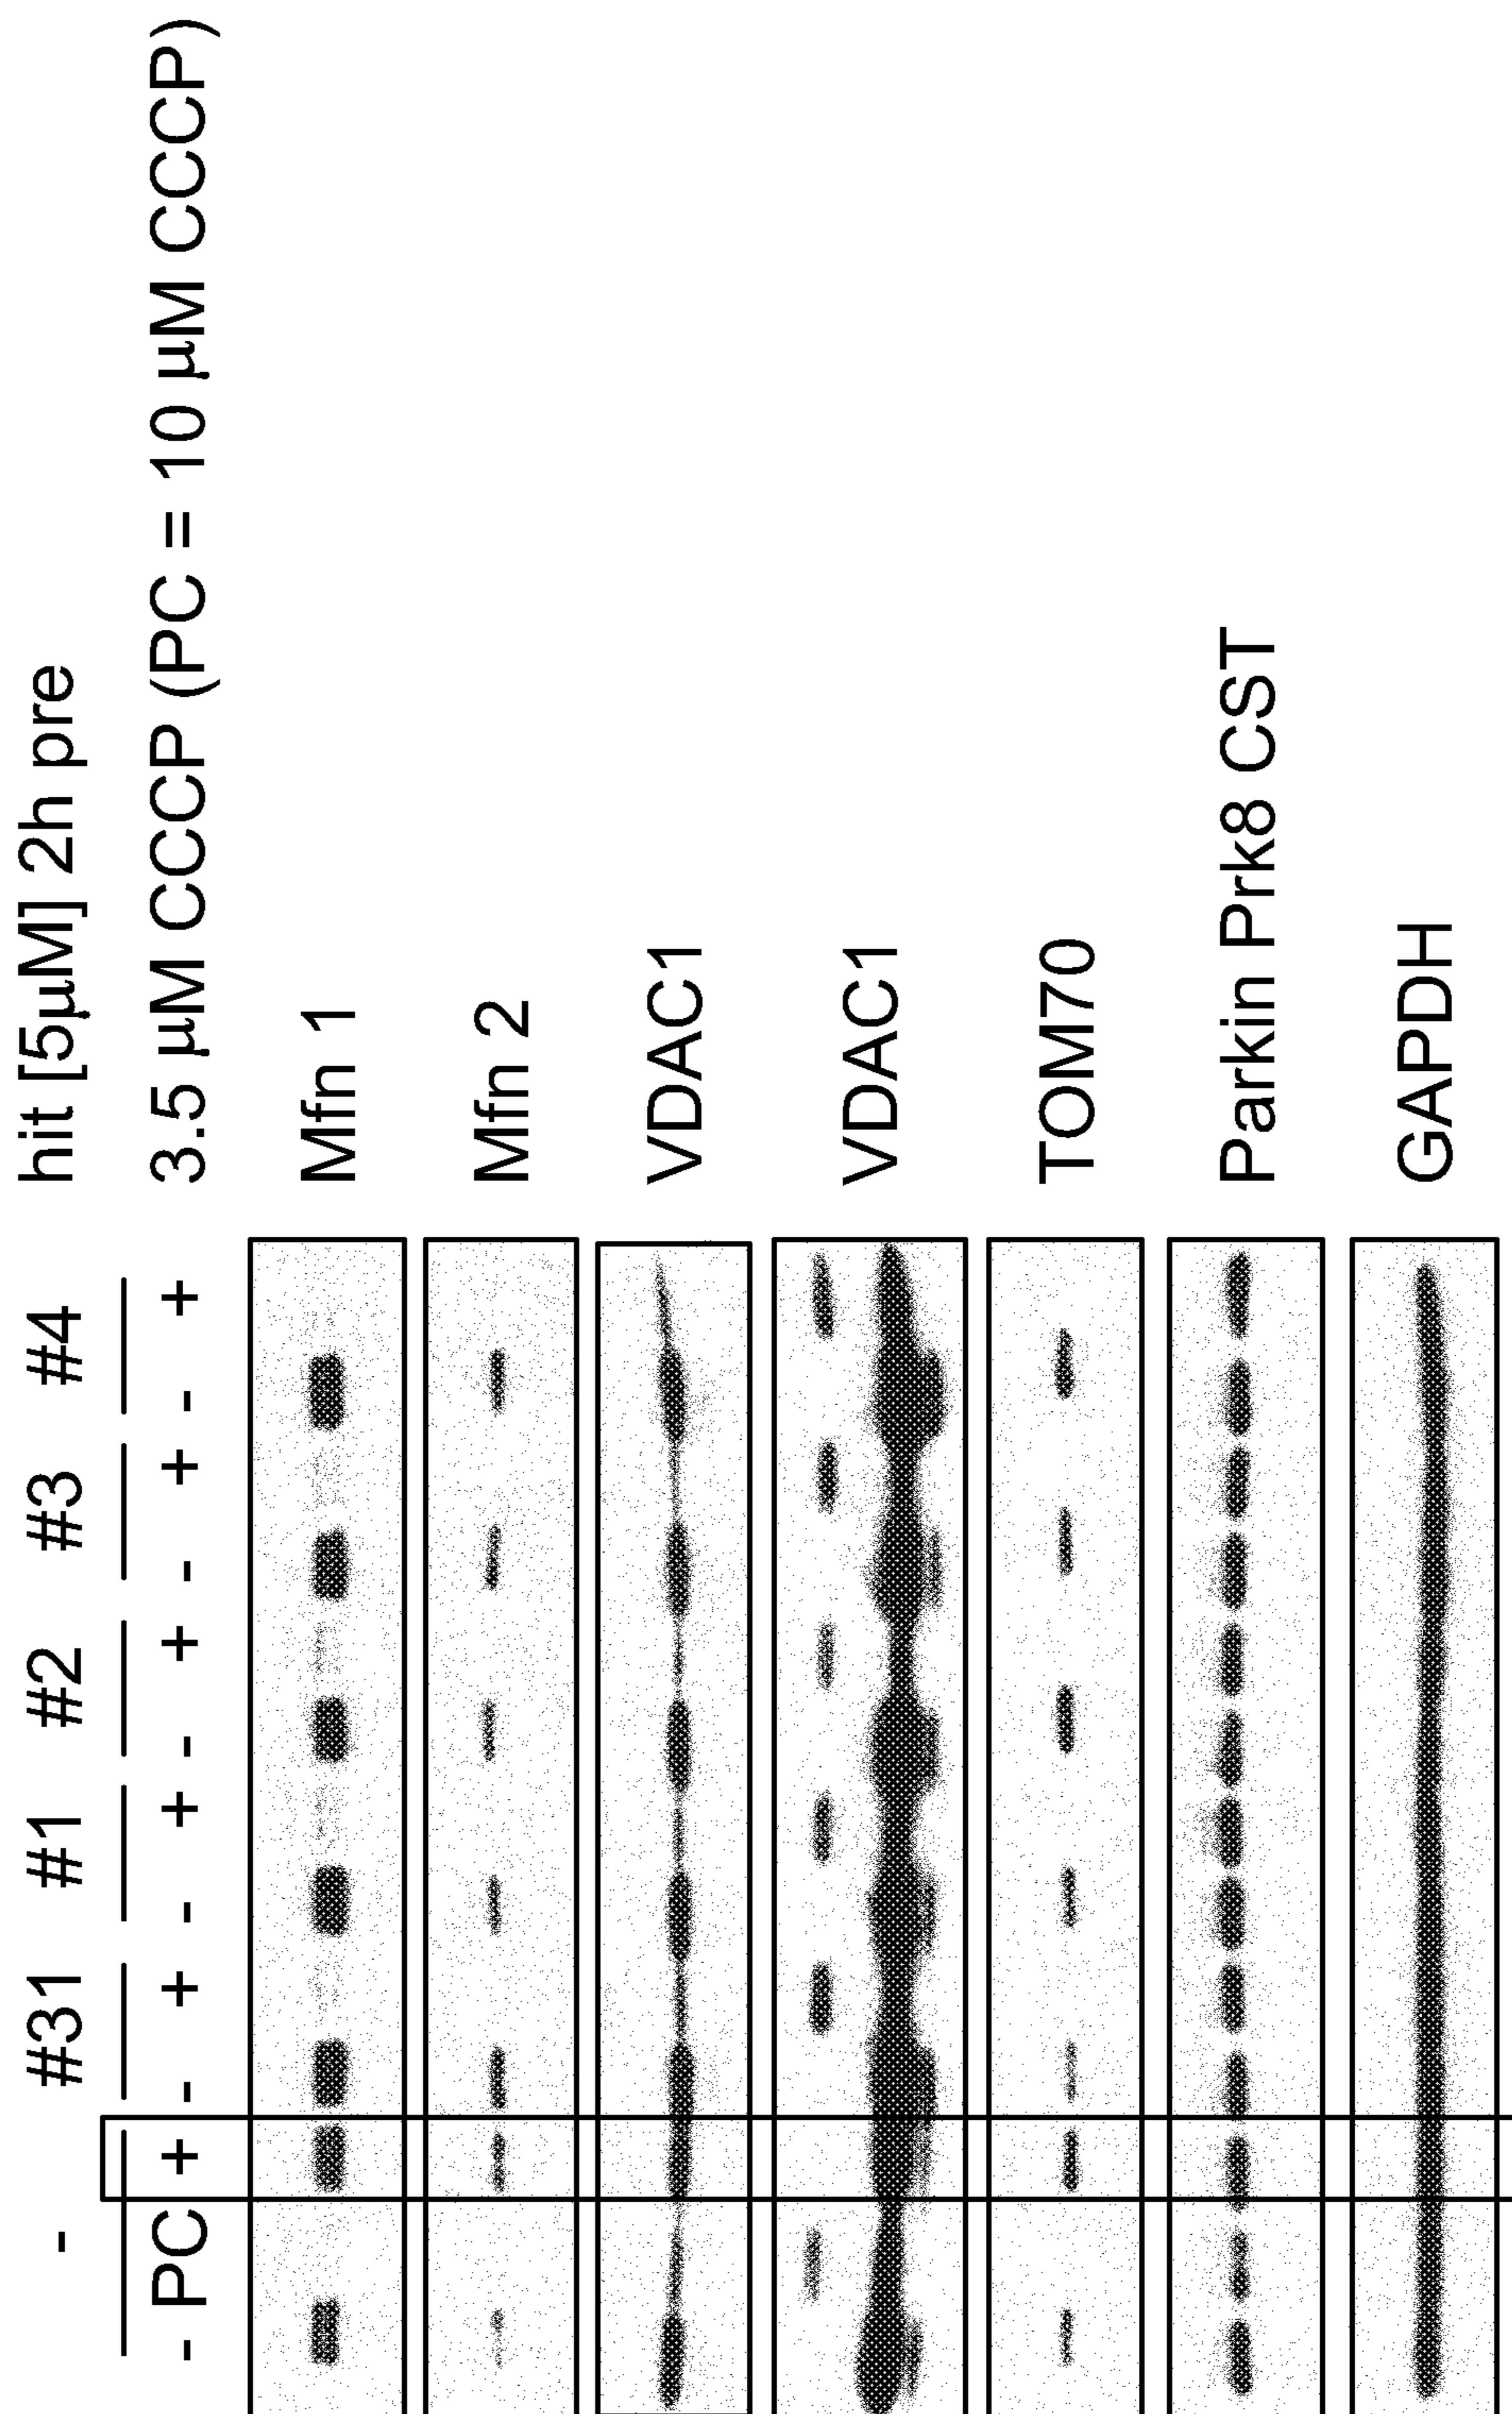 - #31 #1 #2 #3 #4 hit [5µM] 2h pre
- PC + - + - + - + - + - + 3.5 µM CCCP (PC = 10 µM CCCP)
Mfn 1
Mfn 2
VDAC1
VDAC1
TOM70
Parkin Prk8 CST
GAPDH